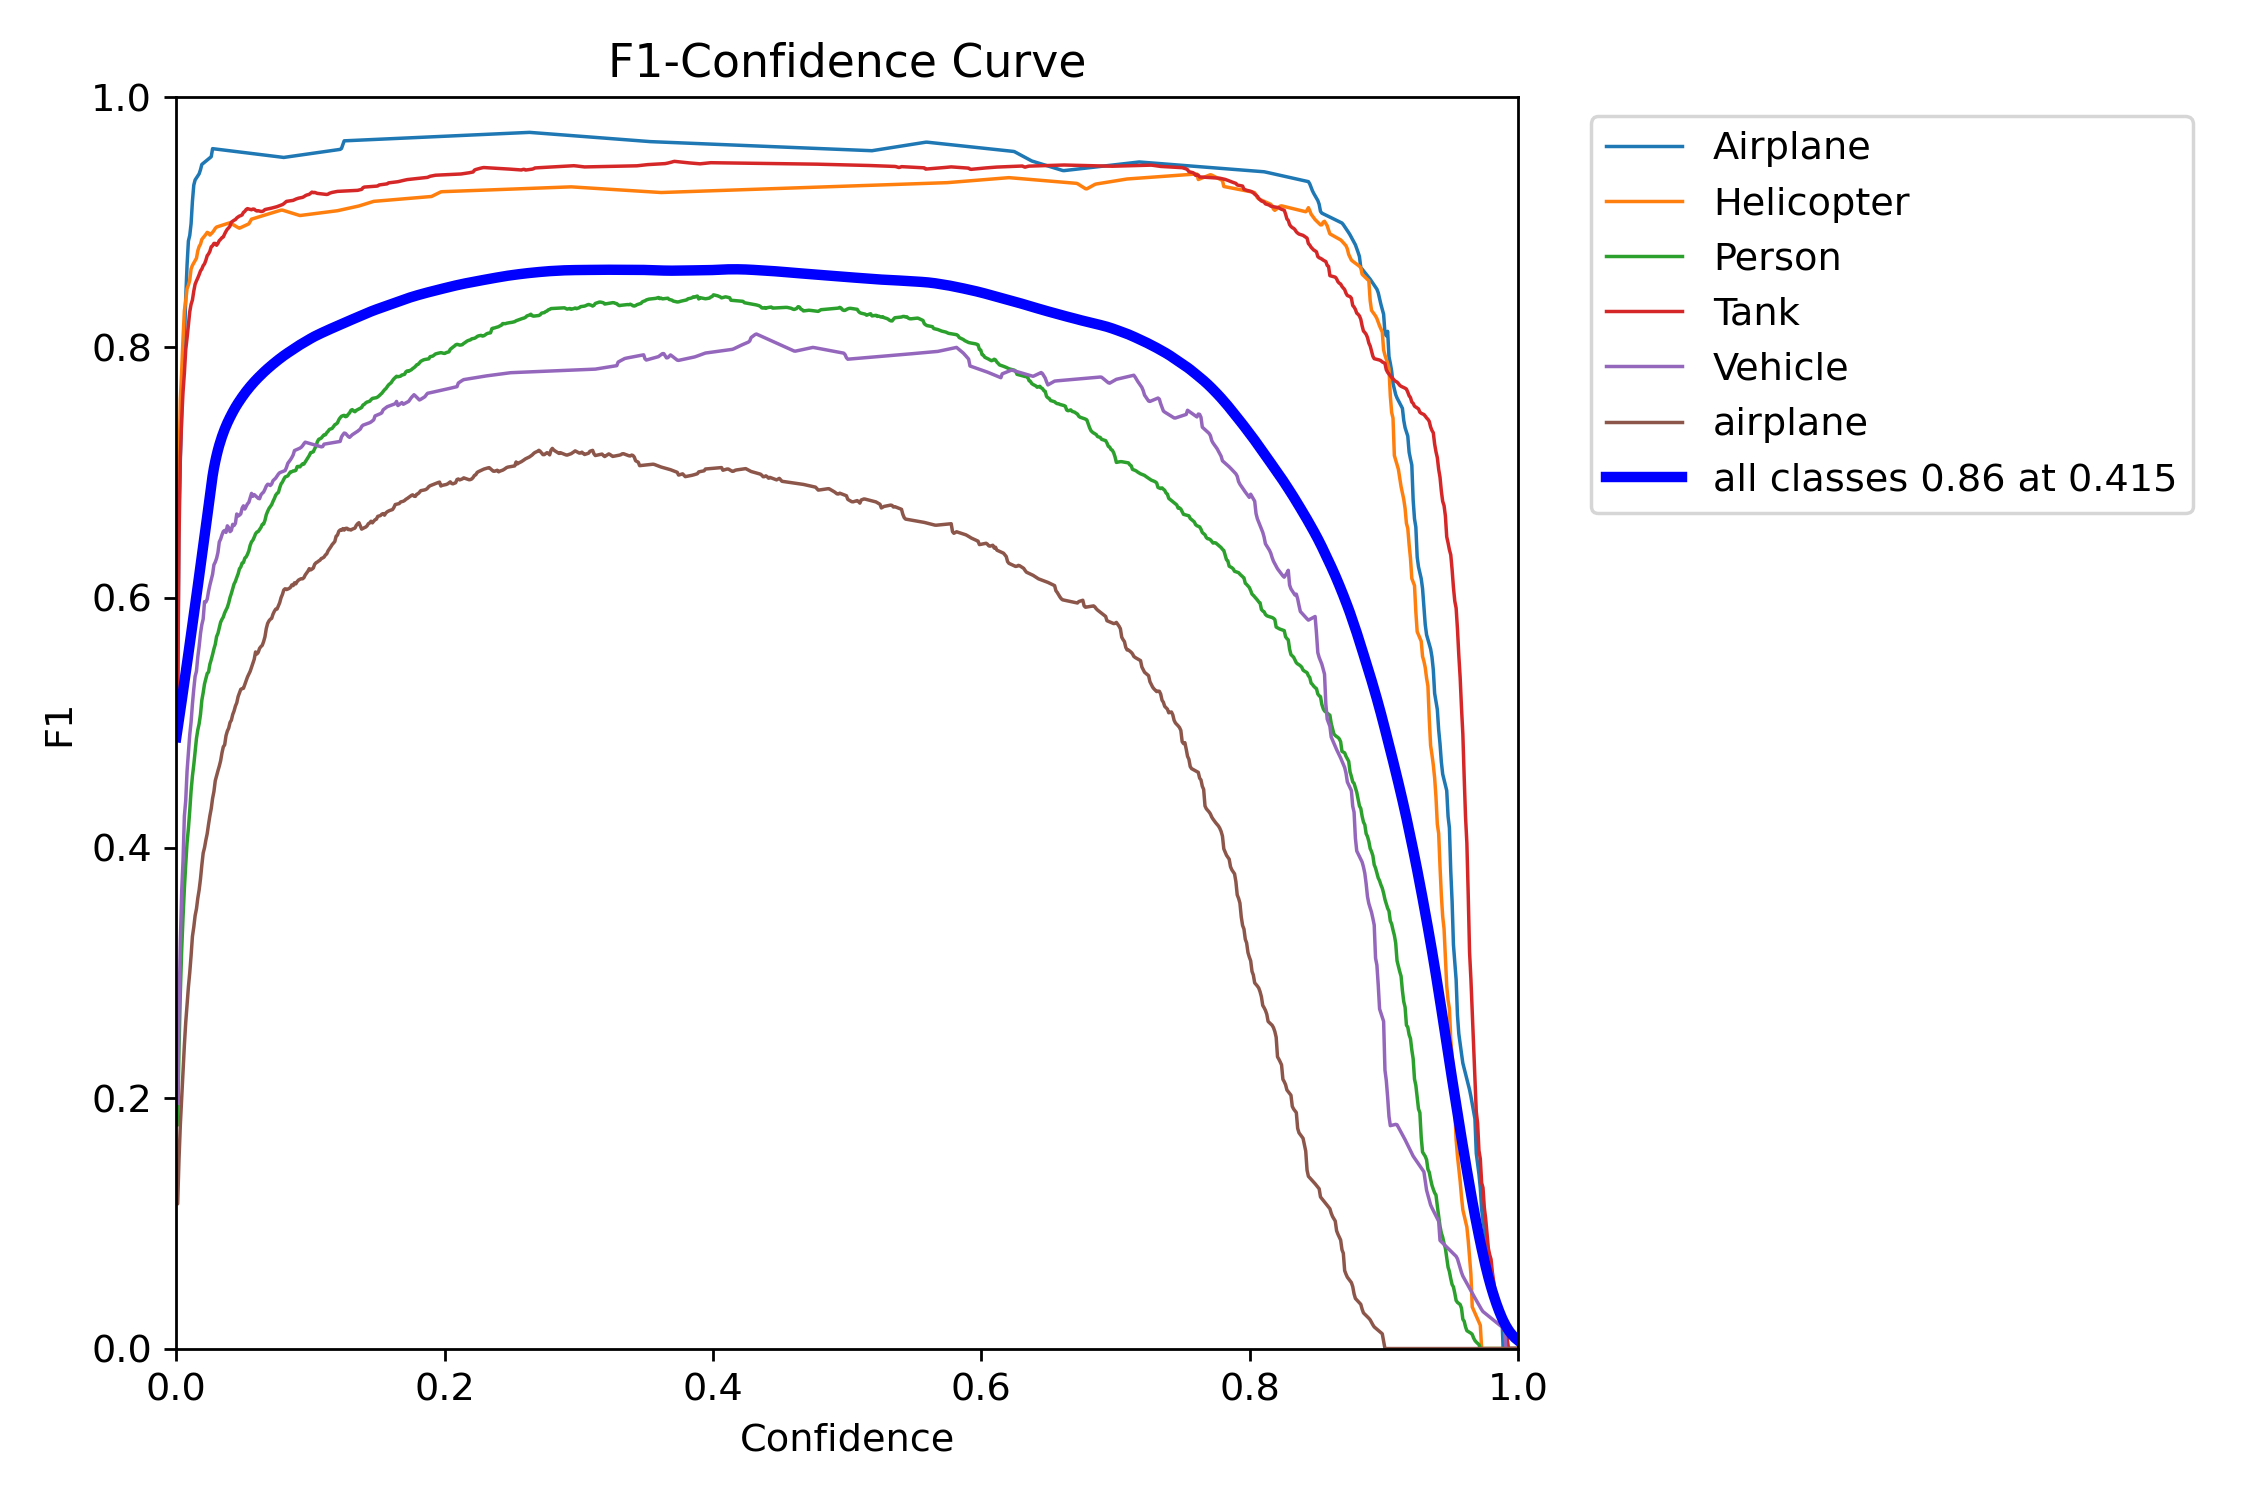 F1-Confidence Curve
1.0
0.8
0.6
0.4
0.2
0.0
F1
0.0 0.2 0.4 0.6 0.8 1.0
Confidence
Airplane
Helicopter
Person
Tank
Vehicle
airplane
all classes 0.86 at 0.415